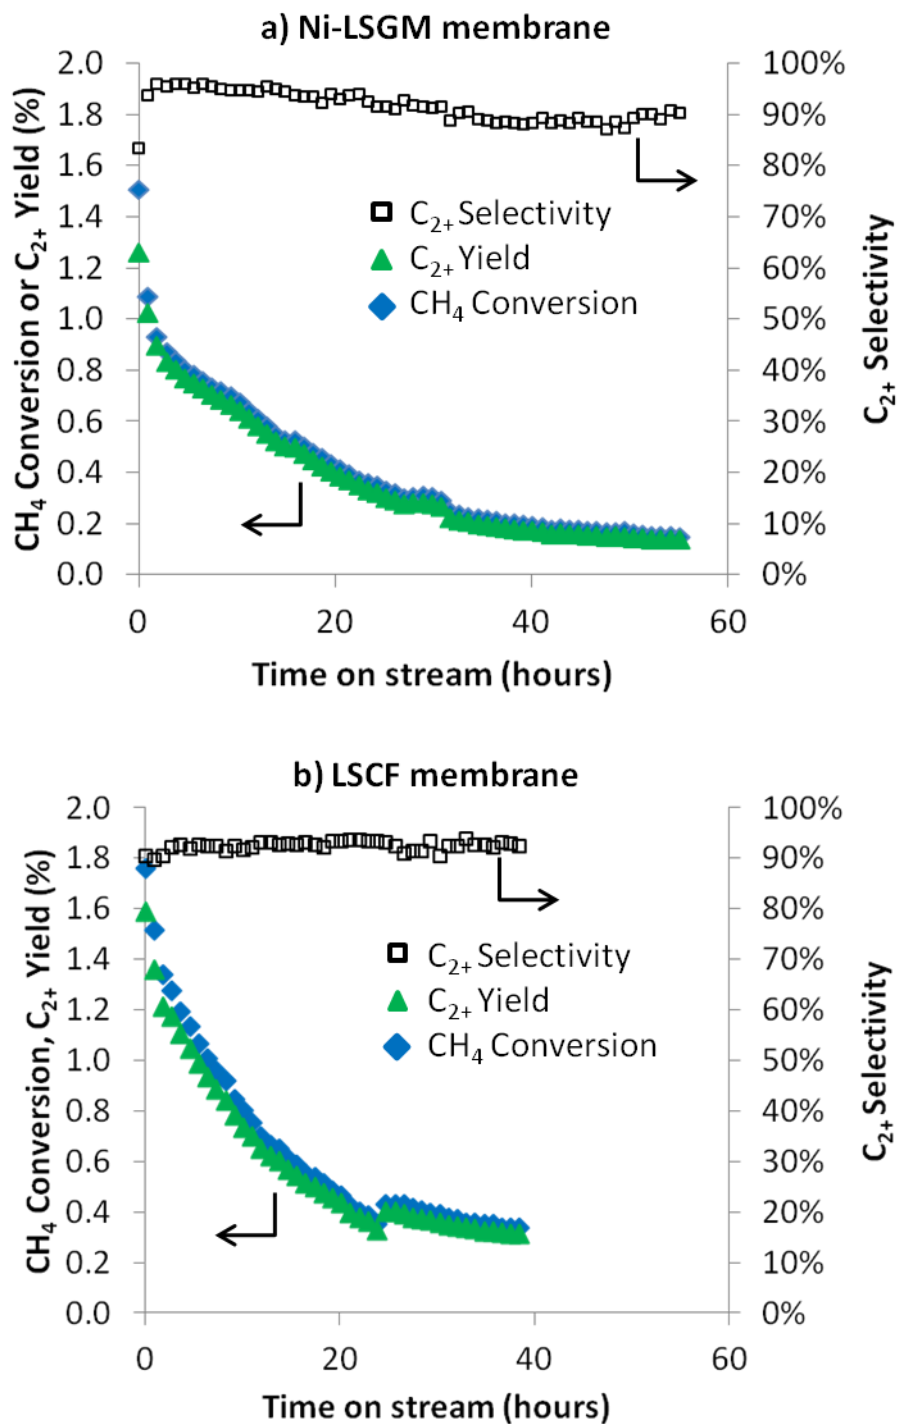 a) Ni-LSGM membrane
CH₄ Conversion or C₂₊ Yield (%)
2.0
1.8
1.6
1.4
1.2
1.0
0.8
0.6
0.4
0.2
0.0
100%
90%
80%
70%
60%
50%
40%
30%
20%
10%
0%
C₂₊ Selectivity
C₂₊ Selectivity
C₂₊ Yield
CH₄ Conversion
0 20 40 60
Time on stream (hours)
b) LSCF membrane
CH₄ Conversion, C₂₊ Yield (%)
2.0
1.8
1.6
1.4
1.2
1.0
0.8
0.6
0.4
0.2
0.0
100%
90%
80%
70%
60%
50%
40%
30%
20%
10%
0%
C₂₊ Selectivity
C₂₊ Selectivity
C₂₊ Yield
CH₄ Conversion
0 20 40 60
Time on stream (hours)